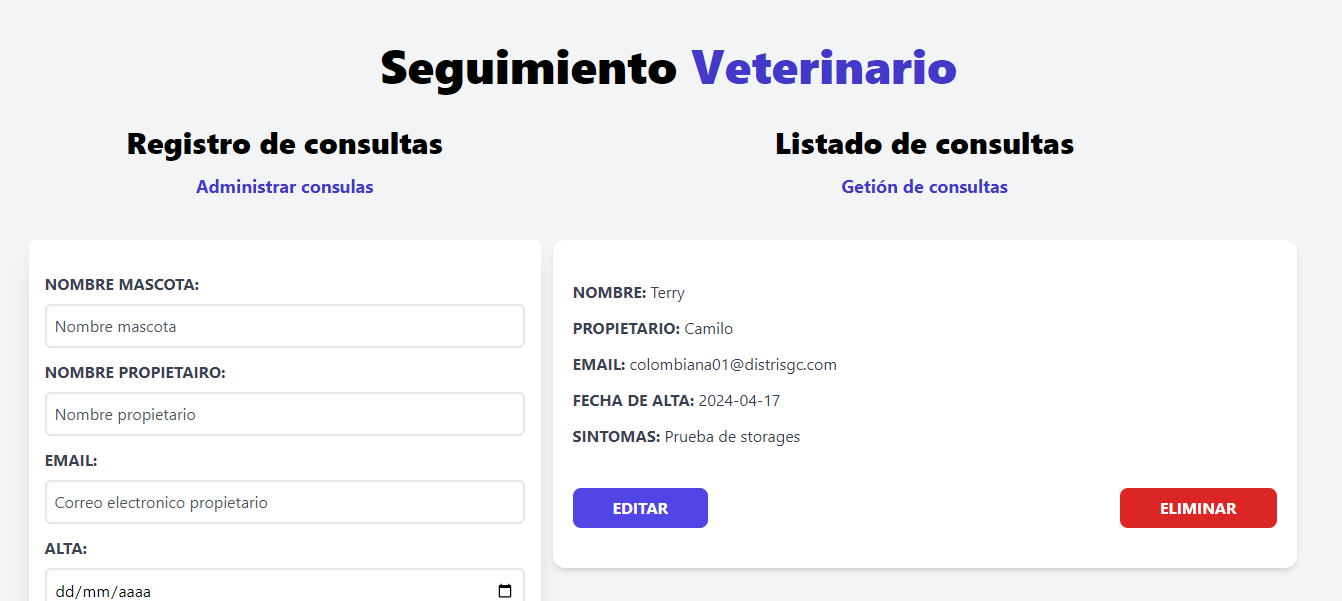 Seguimiento Veterinario
Registro de consultas
Administrar consulas
NOMBRE MASCOTA:
Nombre mascota
NOMBRE PROPIETAIRO:
Nombre propietario
EMAIL:
Correo electronico propietario
ALTA:
dd/mm/aaaa
Listado de consultas
Getión de consultas
NOMBRE: Terry
PROPIETARIO: Camilo
EMAIL: colombiana01@distrisgc.com
FECHA DE ALTA: 2024-04-17
SINTOMAS: Prueba de storages
EDITAR
ELIMINAR